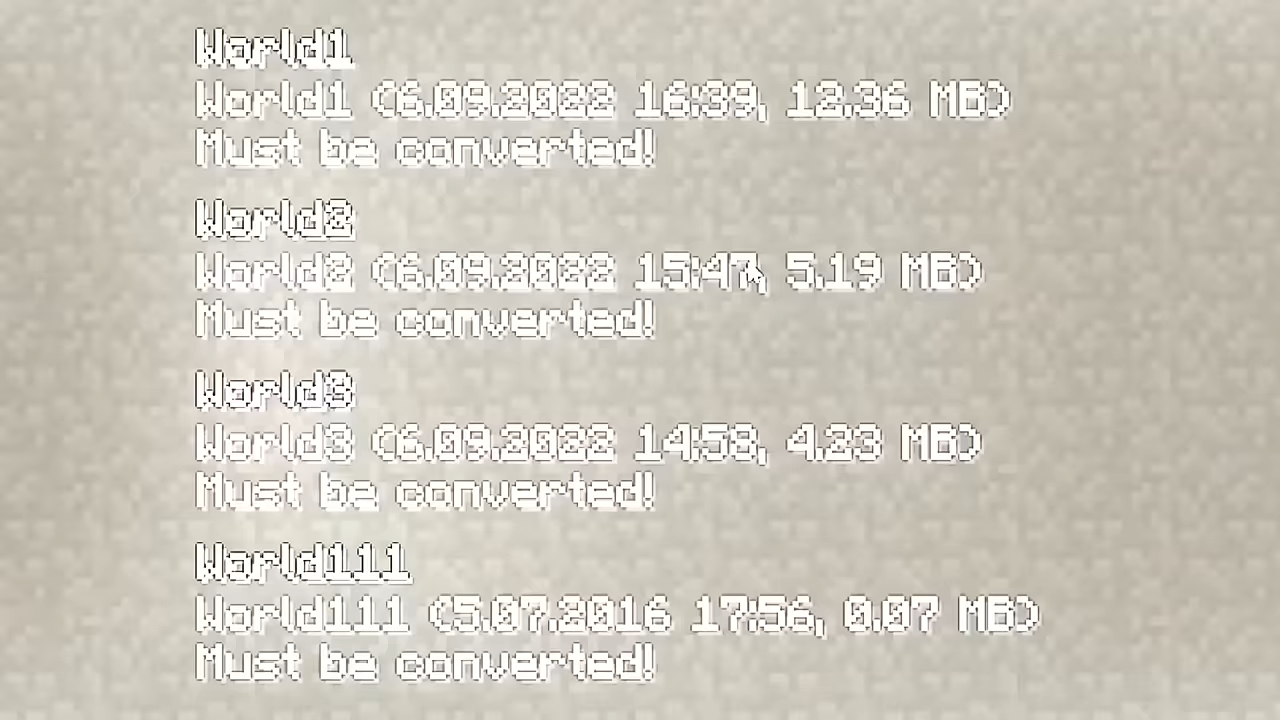 World1
World1 (6.09.2022 16:39, 12.36 MB)
Must be converted!
World2
World2 (6.09.2022 15:47, 5.19 MB)
Must be converted!
World3
World3 (6.09.2022 14:58, 4.23 MB)
Must be converted!
World111
World111 (5.07.2016 17:56, 0.07 MB)
Must be converted!